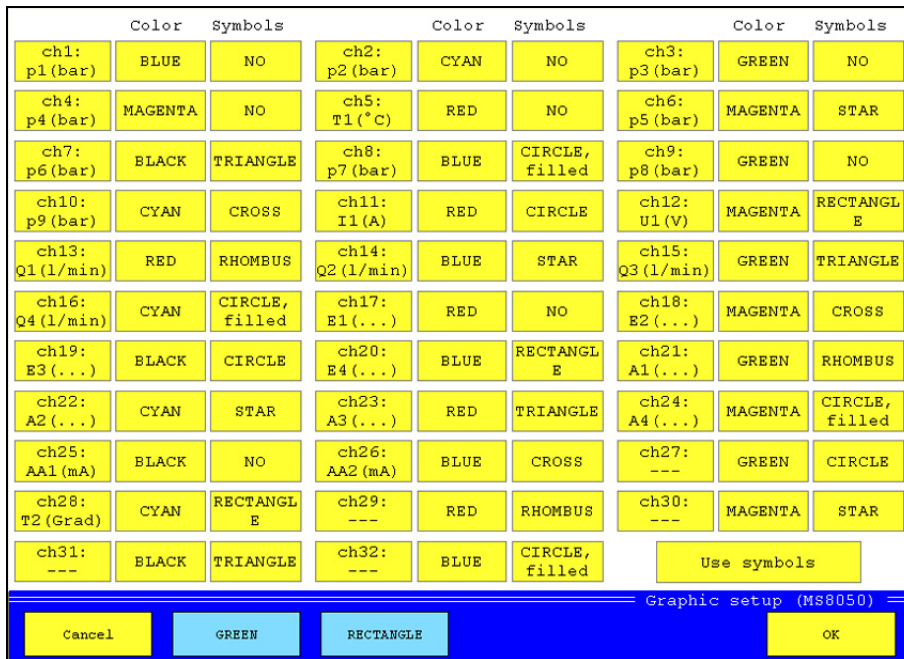 Color Symbols Color Symbols Color Symbols
ch1: ch2: ch3:
p1(bar) BLUE NO p2(bar) CYAN NO p3(bar) GREEN NO
ch4: ch5: ch6:
p4(bar) MAGENTA NO T1(°C) RED NO p5(bar) MAGENTA STAR
ch7: CIRCLE, ch9:
p6(bar) BLACK TRIANGLE ch8: p7(bar) BLUE filled p8(bar) GREEN NO
ch10: ch11: ch12: RECTANGL
p9(bar) CYAN CROSS I1(A) RED CIRCLE U1(V) MAGENTA E
ch13: ch14: ch15:
Q1(l/min) RED RHOMBUS Q2(l/min) BLUE STAR Q3(l/min) GREEN TRIANGLE
ch16: CIRCLE, ch17: ch18:
Q4(l/min) CYAN filled E1(...) RED NO E2(...) MAGENTA CROSS
ch19: ch20: RECTANGL ch21:
E3(...) BLACK CIRCLE E4(...) BLUE E A1(...) GREEN RHOMBUS
ch22: ch23: ch24: CIRCLE,
A2(...) CYAN STAR A3(...) RED TRIANGLE A4(...) MAGENTA filled
ch25: ch26: ch27:
AA1(mA) BLACK NO AA2(mA) BLUE CROSS --- GREEN CIRCLE
ch28: RECTANGL ch29: ch30:
T2(Grad) CYAN E --- RED RHOMBUS --- MAGENTA STAR
ch31: ch32: CIRCLE,
--- BLACK TRIANGLE --- BLUE filled Use symbols
Graphic setup (MS8050)
Cancel GREEN RECTANGLE OK